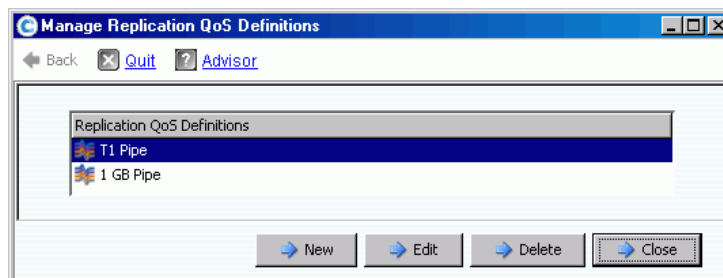 Manage Replication QoS Definitions
Back Quit ? Advisor
Replication QoS Definitions
T1 Pipe
1 GB Pipe
New Edit Delete Close